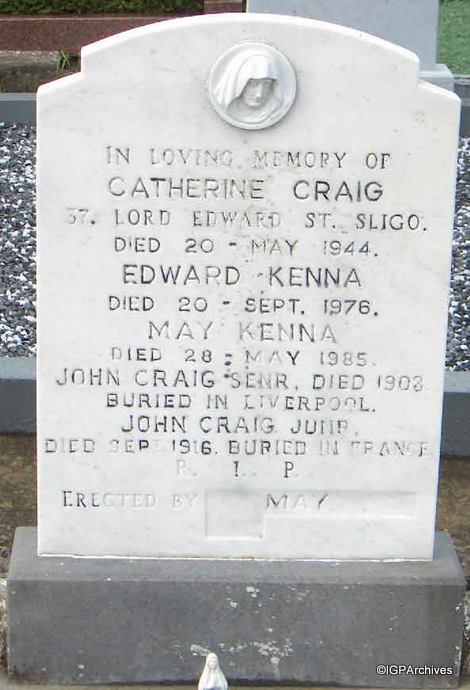 IN LOVING MEMORY OF
CATHERINE CRAIG
37. LORD EDWARD ST. SLIGO.
DIED 20 - MAY 1944.
EDWARD KENNA
DIED 20 - SEPT. 1976.
MAY KENNA
DIED 28 - MAY 1985.
JOHN CRAIG SENR, DIED 1903
BURIED IN LIVERPOOL.
JOHN CRAIG JUNR.
DIED SEPT 1916. BURIED IN FRANCE
R. I. P.
ERECTED BY MAY
©IGPArchives